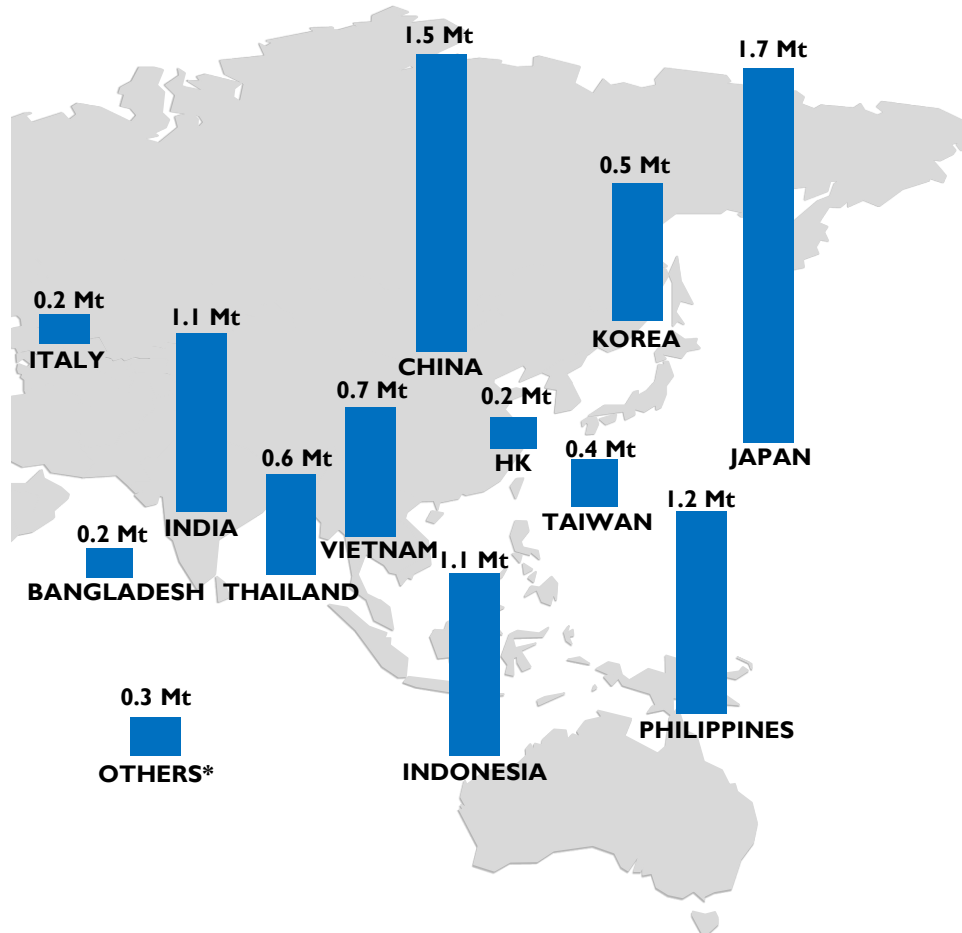 1.5 Mt
CHINA
1.7 Mt
JAPAN
0.5 Mt
KOREA
0.2 Mt
ITALY
1.1 Mt
INDIA
0.7 Mt
VIETNAM
0.2 Mt
HK
0.6 Mt
THAILAND
0.4 Mt
TAIWAN
1.2 Mt
PHILIPPINES
0.2 Mt
BANGLADESH
1.1 Mt
INDONESIA
0.3 Mt
OTHERS*